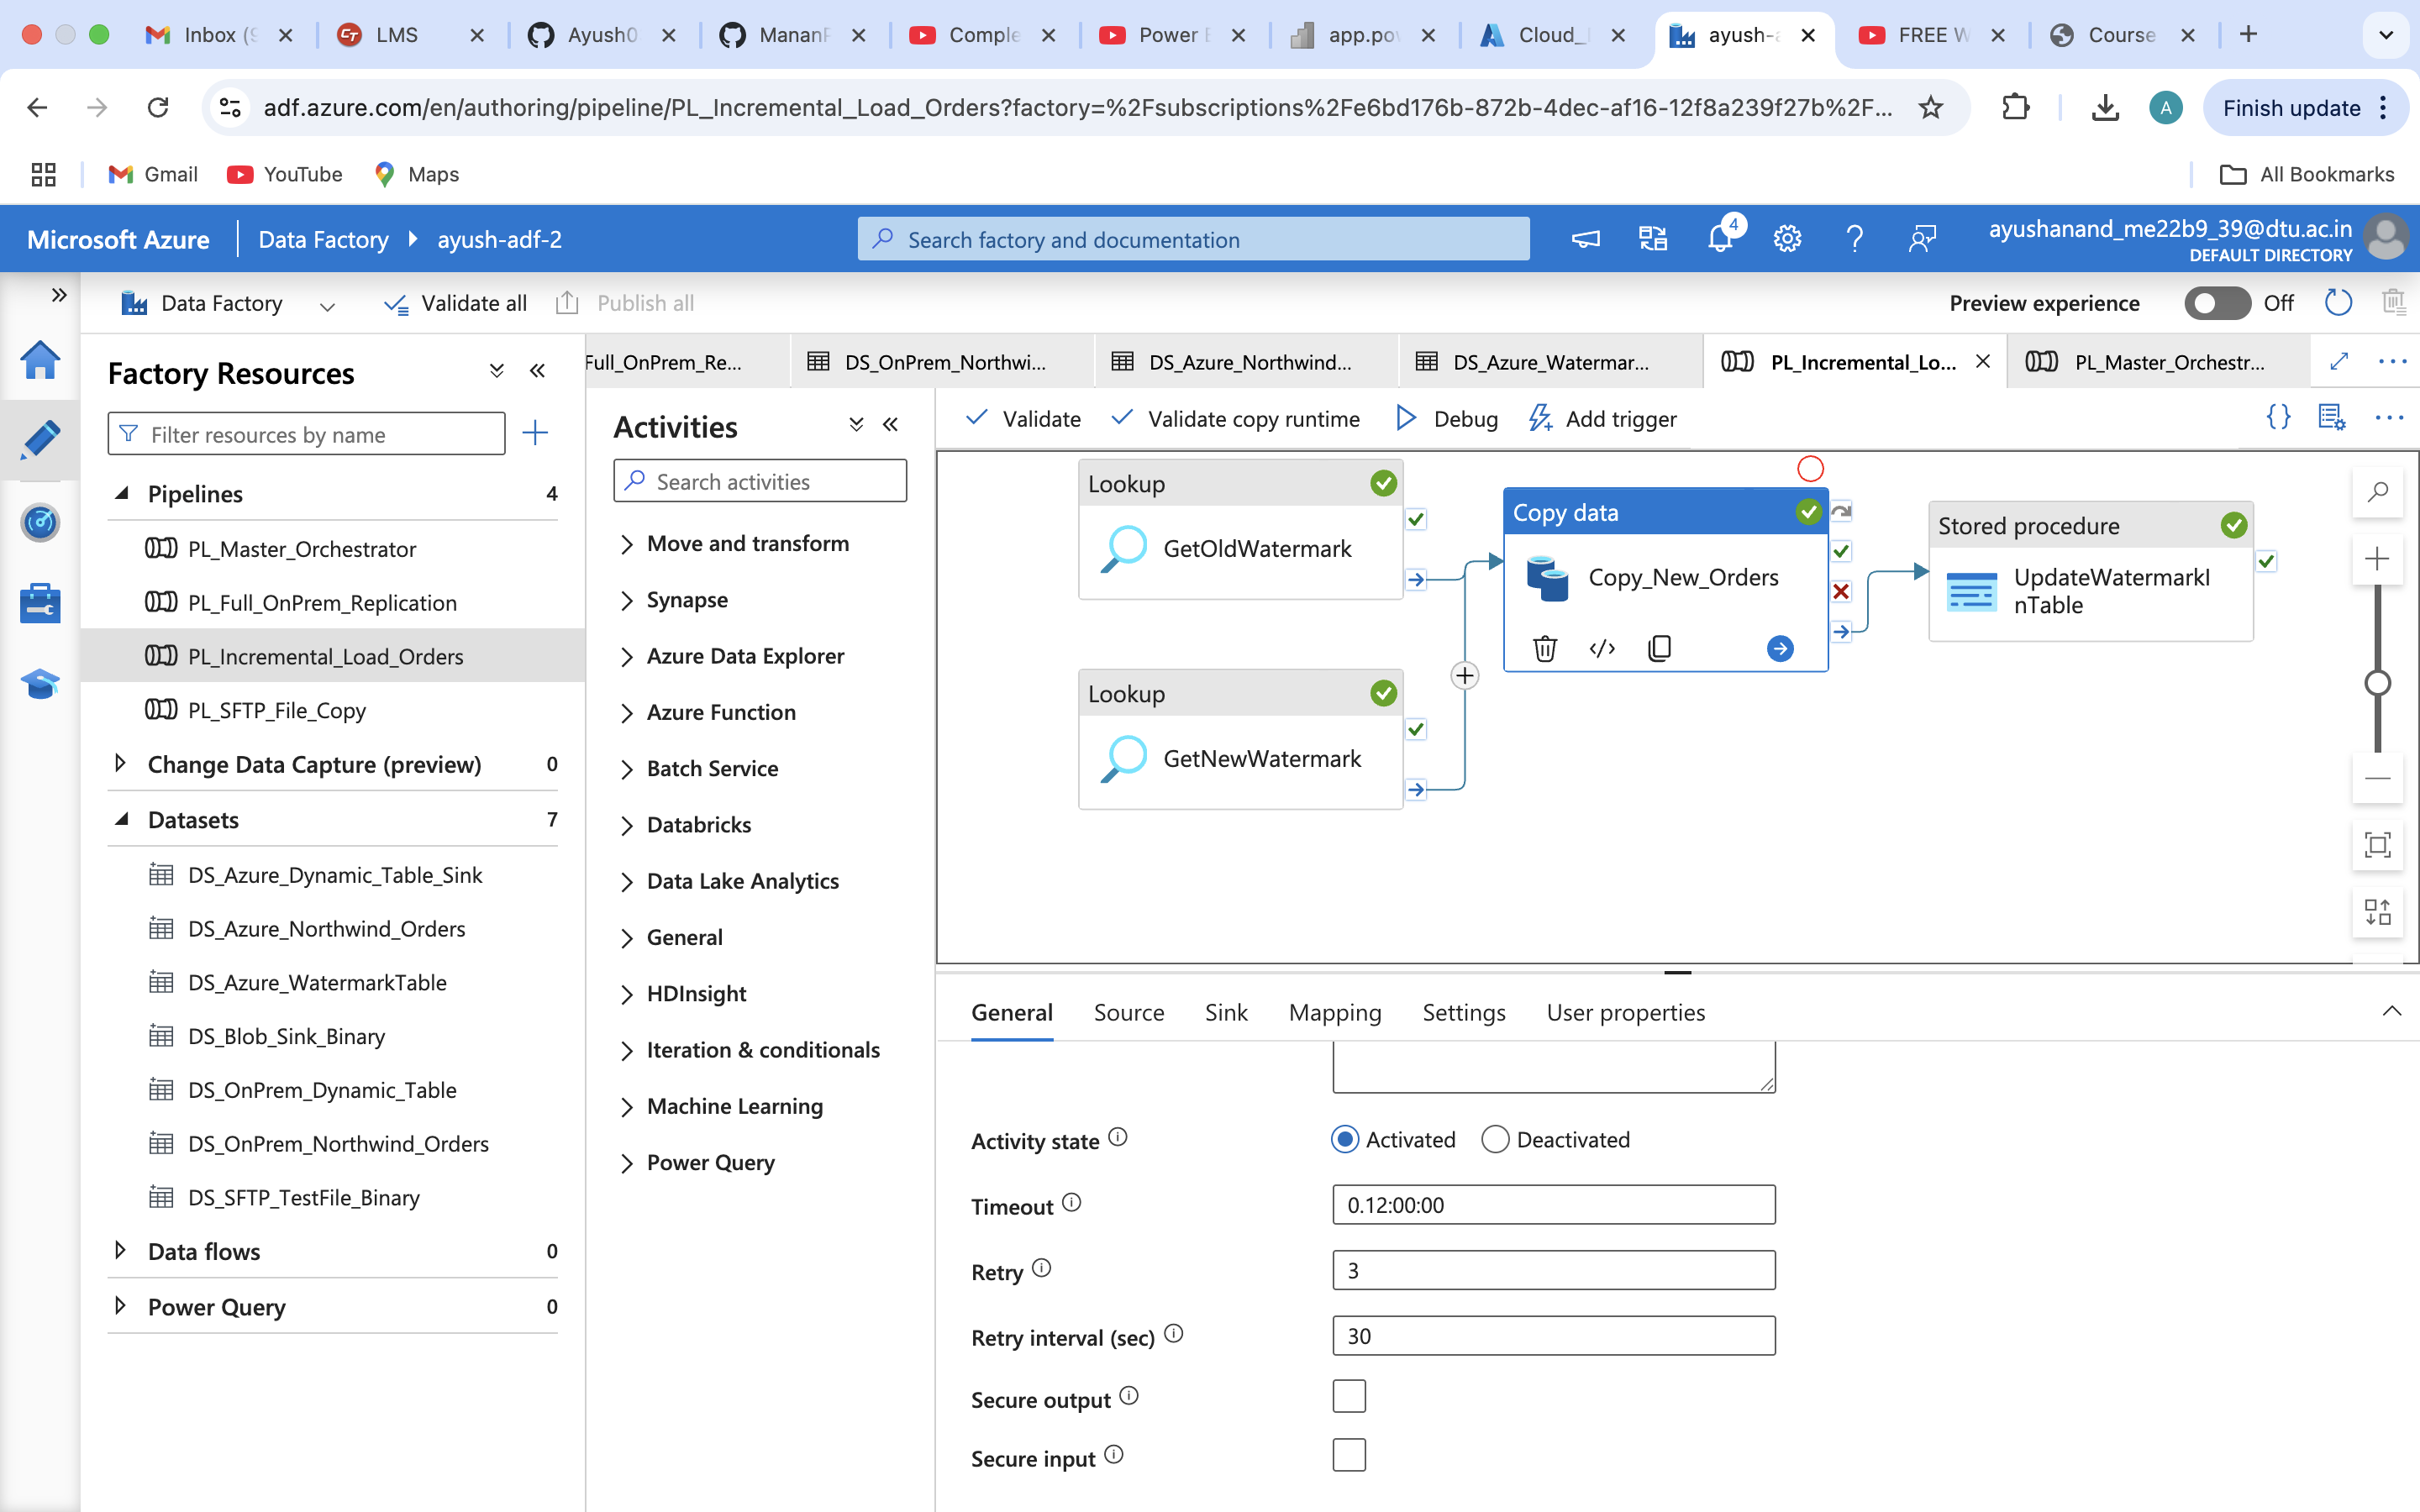 Inbox (9
LMS
Ayush0
MananP
Comple
Power B
app.pov
Cloud_
ayush-a
FREE W
Course
adf.azure.com/en/authoring/pipeline/PL_Incremental_Load_Orders?factory=%2Fsubscriptions%2Fe6bd176b-872b-4dec-af16-12f8a239f27b%2F...
A
Finish update
Gmail
YouTube
Maps
All Bookmarks
Microsoft Azure
Data Factory
ayush-adf-2
Search factory and documentation
4
ayushanand_me22b9_39@dtu.ac.in
DEFAULT DIRECTORY
Data Factory
Validate all
Publish all
Preview experience
Off
Factory Resources
Filter resources by name
Pipelines 4
PL_Master_Orchestrator
PL_Full_OnPrem_Replication
PL_Incremental_Load_Orders
PL_SFTP_File_Copy
Change Data Capture (preview) 0
Datasets 7
DS_Azure_Dynamic_Table_Sink
DS_Azure_Northwind_Orders
DS_Azure_WatermarkTable
DS_Blob_Sink_Binary
DS_OnPrem_Dynamic_Table
DS_OnPrem_Northwind_Orders
DS_SFTP_TestFile_Binary
Data flows 0
Power Query 0
Full_OnPrem_Re...
DS_OnPrem_Northwi...
DS_Azure_Northwind...
DS_Azure_Watermar...
PL_Incremental_Lo...
PL_Master_Orchestr...
Activities
Search activities
Move and transform
Synapse
Azure Data Explorer
Azure Function
Batch Service
Databricks
Data Lake Analytics
General
HDInsight
Iteration & conditionals
Machine Learning
Power Query
Validate
Validate copy runtime
Debug
Add trigger
Lookup
GetOldWatermark
Lookup
GetNewWatermark
Copy data
Copy_New_Orders
Stored procedure
UpdateWatermarkI
nTable
General
Source
Sink
Mapping
Settings
User properties
Activity state
Activated
Deactivated
Timeout
0.12:00:00
Retry
3
Retry interval (sec)
30
Secure output
Secure input